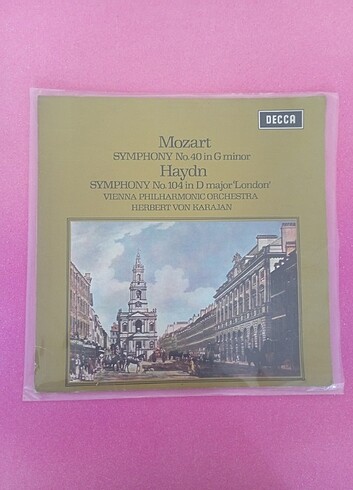 DECCA
Mozart
SYMPHONY No. 40 in G minor
Haydn
SYMPHONY No. 104 in D major 'London'
VIENNA PHILHARMONIC ORCHESTRA
HERBERT VON KARAJAN